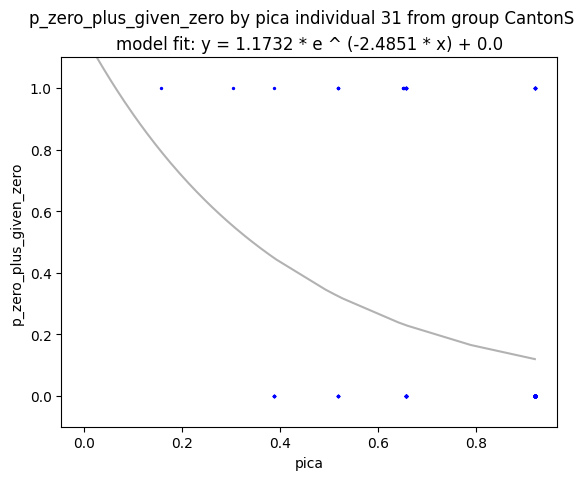 p_zero_plus_given_zero by pica individual 31 from group CantonS
model fit: y = 1.1732 * e ^ (-2.4851 * x) + 0.0
1.0
0.8
0.6
0.4
0.2
0.0
p_zero_plus_given_zero
0.0 0.2 0.4 0.6 0.8
pica